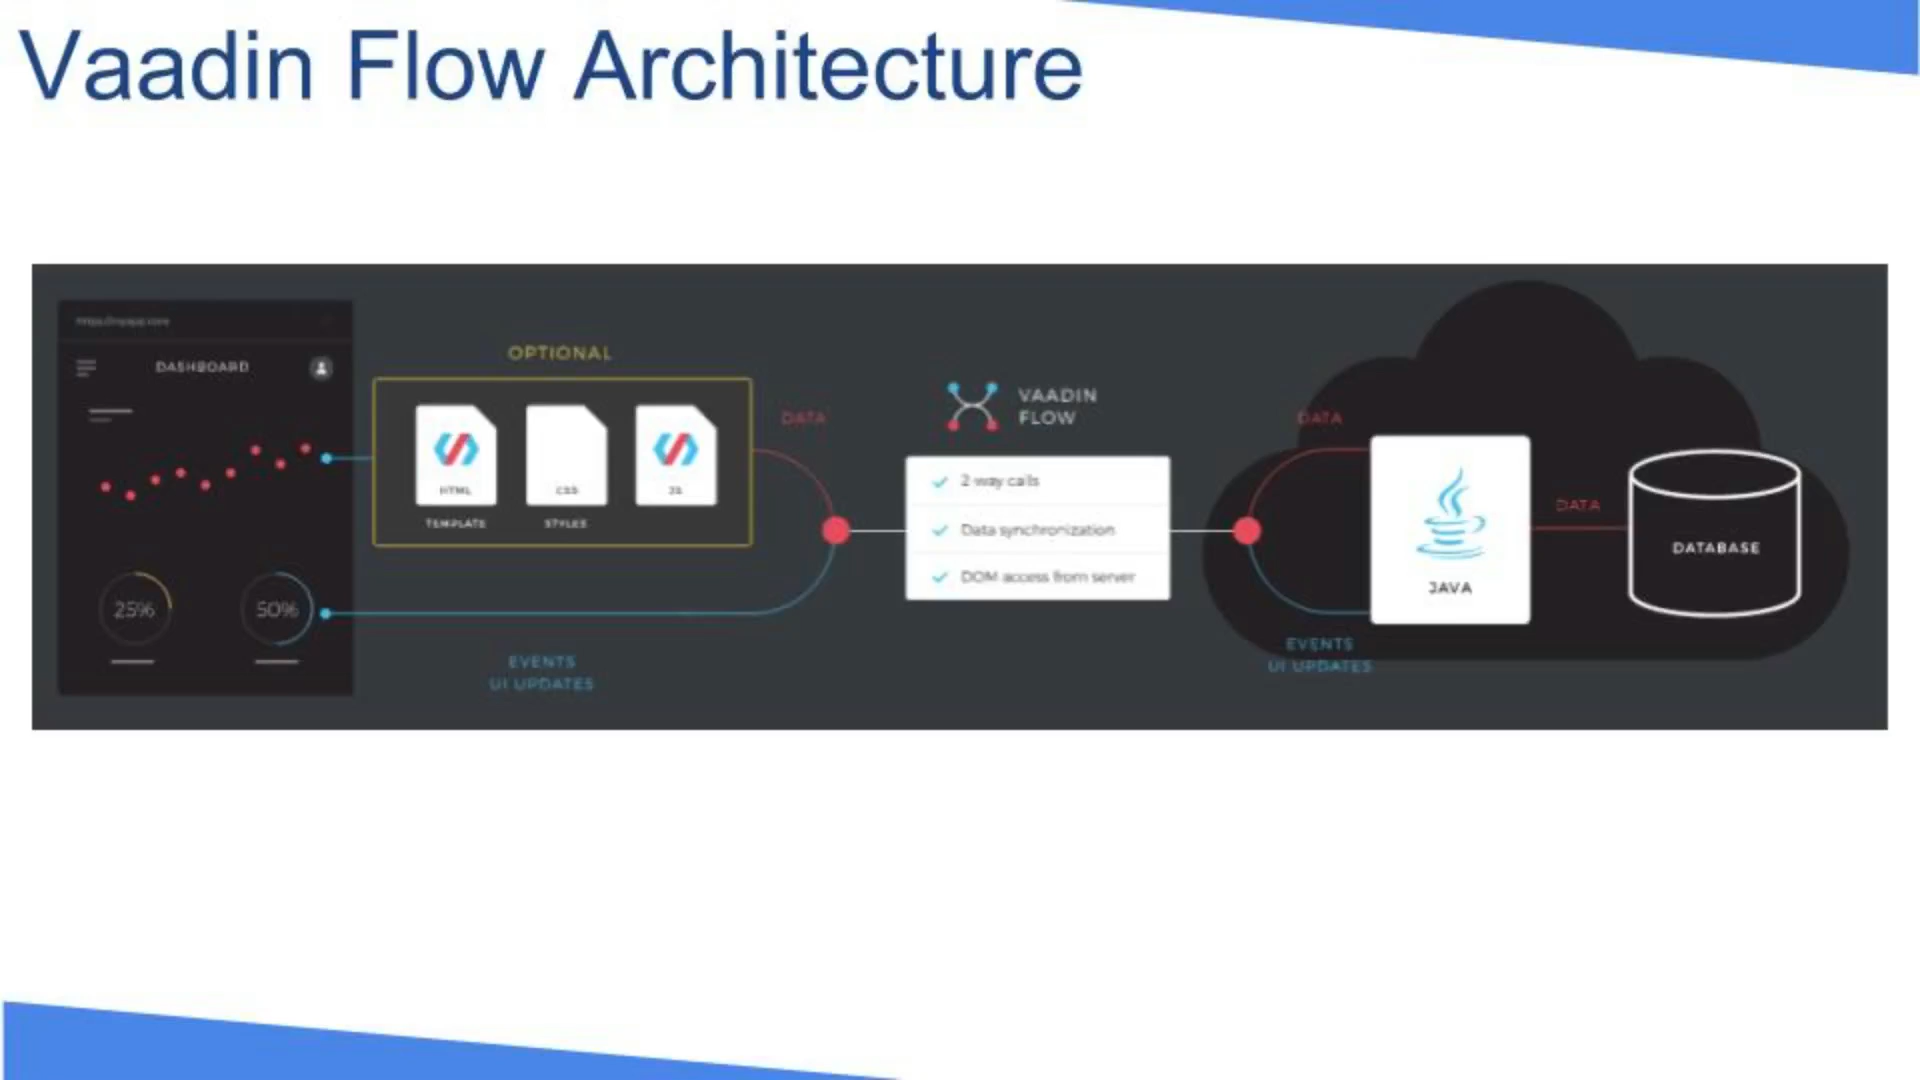 Vaadin Flow Architecture
DASHBOARD
25%
50%
OPTIONAL
HTML
CSS
JS
TEMPLATE
STYLES
DATA
EVENTS
UI UPDATES
VAADIN
FLOW
2 way calls
Data synchronization
DOM access from server
DATA
EVENTS
UI UPDATES
JAVA
DATA
DATABASE